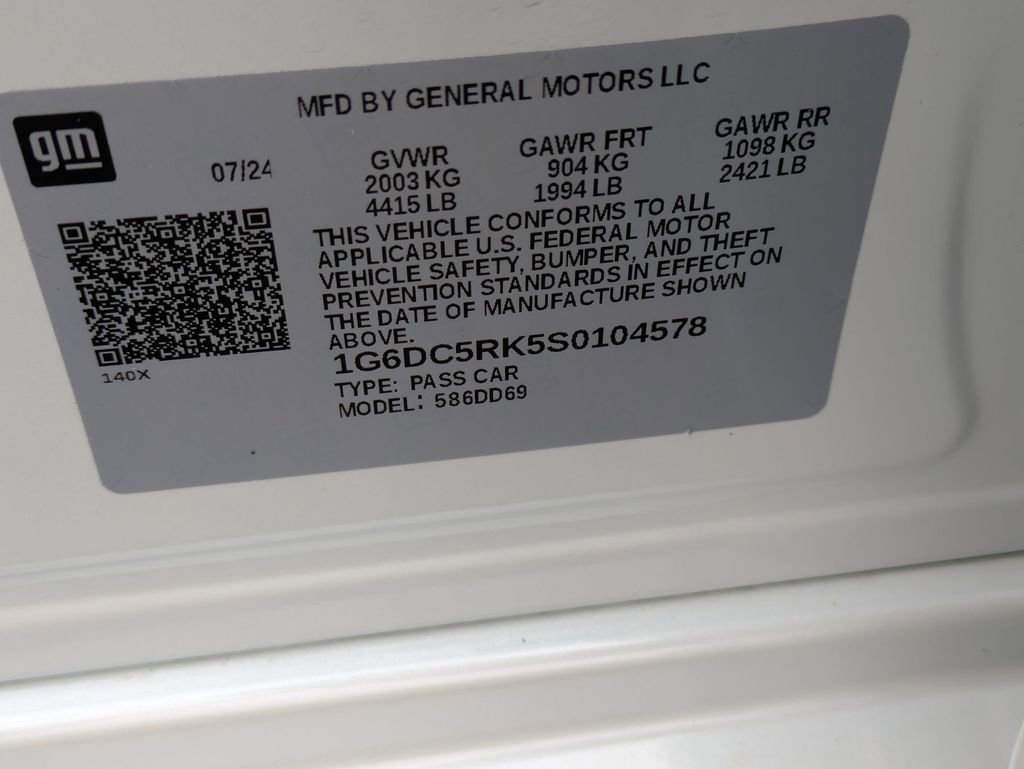 MFD BY GENERAL MOTORS LLC
gm
07/24
GVWR GAWR FRT GAWR RR
2003 KG 904 KG 1098 KG
4415 LB 1994 LB 2421 LB
THIS VEHICLE CONFORMS TO ALL
APPLICABLE U.S. FEDERAL MOTOR
VEHICLE SAFETY, BUMPER, AND THEFT
PREVENTION STANDARDS IN EFFECT ON
THE DATE OF MANUFACTURE SHOWN
ABOVE.
1G6DC5RK5S0104578
140X
TYPE: PASS CAR
MODEL: 586DD69